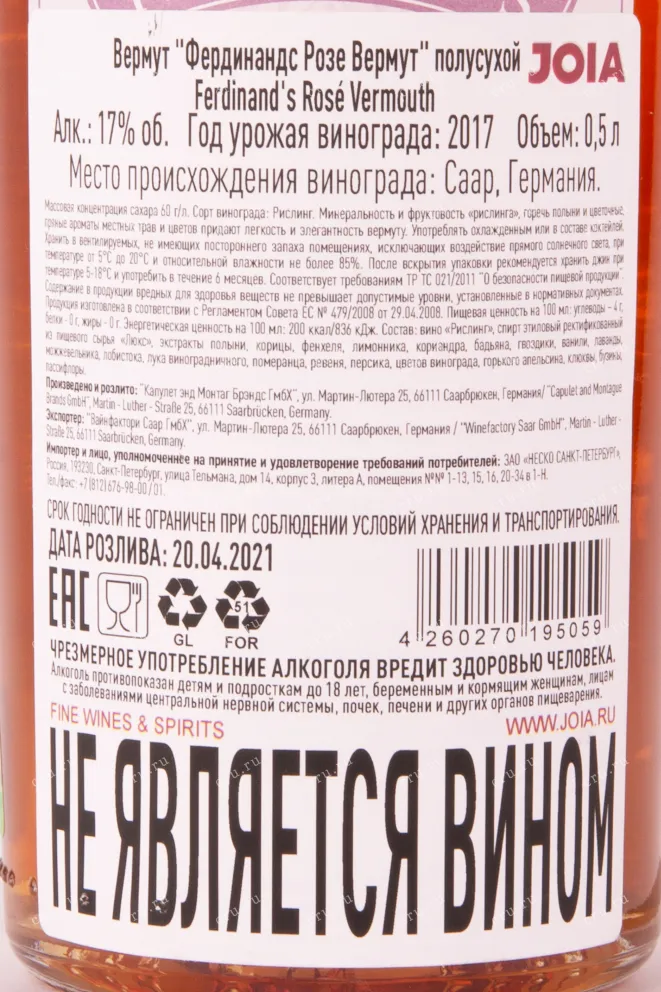 Вермут "Фердинандс Розе Вермут" полусухой JOIA
Ferdinand's Rosé Vermouth
Алк.: 17% об. Год урожая винограда: 2017 Объем: 0,5 л
Место происхождения винограда: Саар, Германия.
Массовая концентрация сахара 60 г/л. Сорт винограда: Рислинг. Минеральность и фруктовость «рислинга», горечь полыни и цветочные,
пряные ароматы местных трав и цветов придают легкость и элегантность вермуту. Употреблять охлажденным или в составе коктейлей.
Хранить в вентилируемых, не имеющих постороннего запаха помещениях, исключающих воздействие прямого солнечного света, при
температуре от 5°С до 20°С и относительной влажности не более 85%. После вскрытия упаковки рекомендуется хранить джин при
температуре 5-18°С и употребить в течение 6 месяцев. Соответствует требованиям ТР ТС 021/2011 "О безопасности пищевой продукции".
Содержание в продукции вредных для здоровья веществ не превышает допустимые уровни, установленные в нормативных документах.
Продукция изготовлена в соответствии с Регламентом Совета ЕС № 479/2008 от 29.04.2008. Пищевая ценность на 100 мл: углеводы - 4 г,
белки - 0 г, жиры - 0 г. Энергетическая ценность на 100 мл: 200 ккал/836 кДж. Состав: вино «Рислинг», спирт этиловый ректификованный
из пищевого сырья «Люкс», экстракты полыни, корицы, фенхеля, лимонника, кориандра, бадьяна, гвоздики, ванили, лаванды,
можжевельника, любистока, лука виноградничного, померанца, ревеня, персика, цветов винограда, горького апельсина, клюквы, бузины,
пассифлоры.
Произведено и розлито: "Капулет энд Монтаг Брэндс ГмбХ", ул. Мартин-Лютера 25, 66111 Саарбрюкен, Германия/ "Capulet and Montague
Brands GmbH", Martin - Luther - Straße 25, 66111 Saarbrücken, Germany.
Экспортер: "Вайнфактори Саар ГмбХ", ул. Мартин-Лютера 25, 66111 Саарбрюкен, Германия / "Winefactory Saar GmbH", Martin - Luther -
Straße 25, 66111 Saarbrücken, Germany.
Импортер и лицо, уполномоченное на принятие и удовлетворение требований потребителей: ЗАО «НЕСКО САНКТ-ПЕТЕРБУРГ»,
Россия, 193230, Санкт-Петербург, улица Тельмана, дом 14, корпус 3, литера А, помещения №№ 1-13, 15, 16, 20-34 в 1-Н.
Тел./факс: +7 (812) 676-98-00 / 01.
СРОК ГОДНОСТИ НЕ ОГРАНИЧЕН ПРИ СОБЛЮДЕНИИ УСЛОВИЙ ХРАНЕНИЯ И ТРАНСПОРТИРОВАНИЯ.
ДАТА РОЗЛИВА: 20.04.2021
EAC
51
GL FOR
4 260270 195059
ЧРЕЗМЕРНОЕ УПОТРЕБЛЕНИЕ АЛКОГОЛЯ ВРЕДИТ ЗДОРОВЬЮ ЧЕЛОВЕКА.
Алкоголь противопоказан детям и подросткам до 18 лет, беременным и кормящим женщинам, лицам
с заболеваниями центральной нервной системы, почек, печени и других органов пищеварения.
FINE WINES & SPIRITS WWW.JOIA.RU
НЕ ЯВЛЯЕТСЯ ВИНОМ